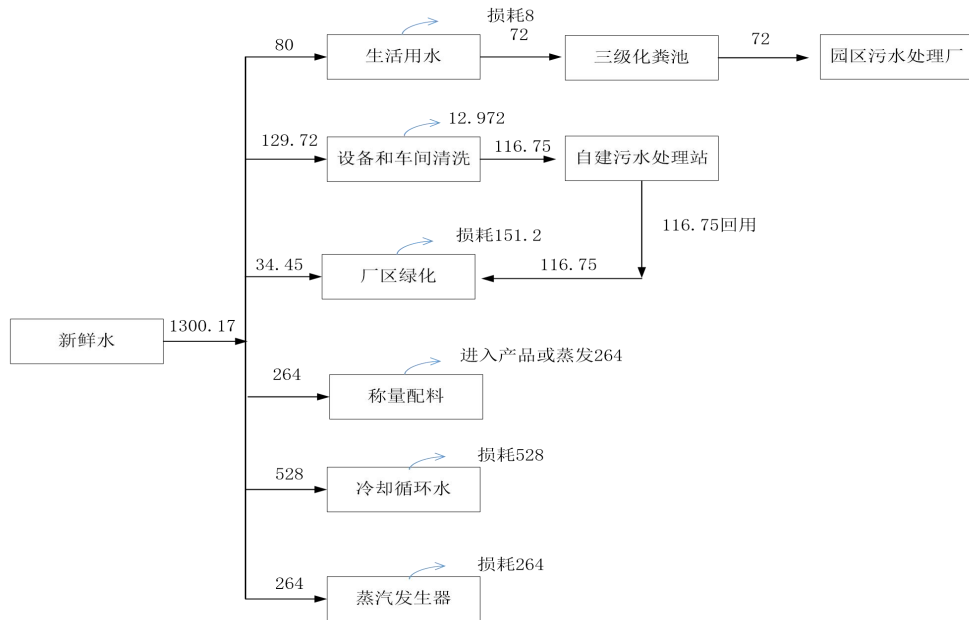 损耗8
80
生活用水
72
三级化粪池
72
园区污水处理厂
12.972
129.72
设备和车间清洗
116.75
自建污水处理站
116.75回用
损耗151.2
34.45
厂区绿化
116.75
新鲜水
1300.17
进入产品或蒸发264
264
称量配料
损耗528
528
冷却循环水
损耗264
264
蒸汽发生器